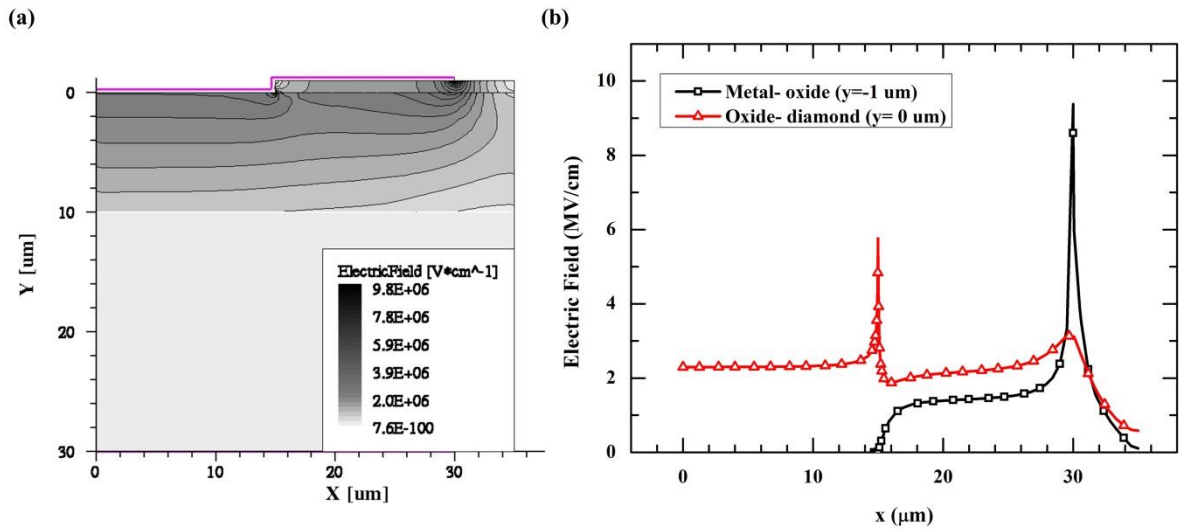 (a)
0
10
20
30
Y [um]
0
10
20
30
X [um]
ElectricField [V*cm^-1]
9.8E+06
7.8E+06
5.9E+06
3.9E+06
2.0E+06
7.6E-100
(b)
10
8
6
4
2
0
Electric Field (MV/cm)
Metal- oxide (y=-1 um)
Oxide- diamond (y= 0 um)
0
10
20
30
x (μm)